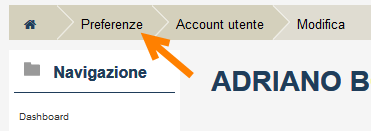 Preferenze Account utente Modifica
Navigazione
ADRIANO B
Dashboard